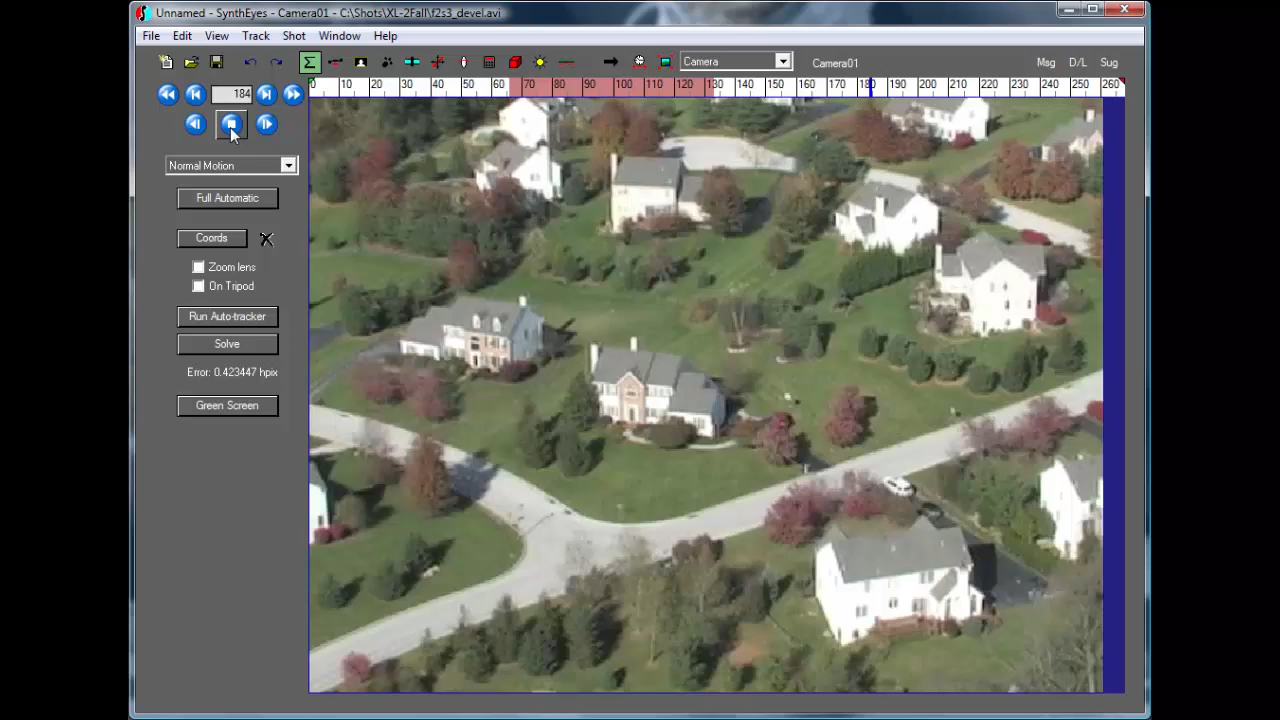 Unnamed - SynthEyes - Camera01 - C:\Shots\XL-2Fall\f2s3_devel.avi
File Edit View Track Shot Window Help
Camera Camera01 Msg D/L Sug
0 10 20 30 40 50 60 70 80 90 100 110 120 130 140 150 160 170 180 190 200 210 220 230 240 250 260
184
Normal Motion
Full Automatic
Coords
Zoom lens
On Tripod
Run Auto-tracker
Solve
Error: 0.423447 hpix
Green Screen